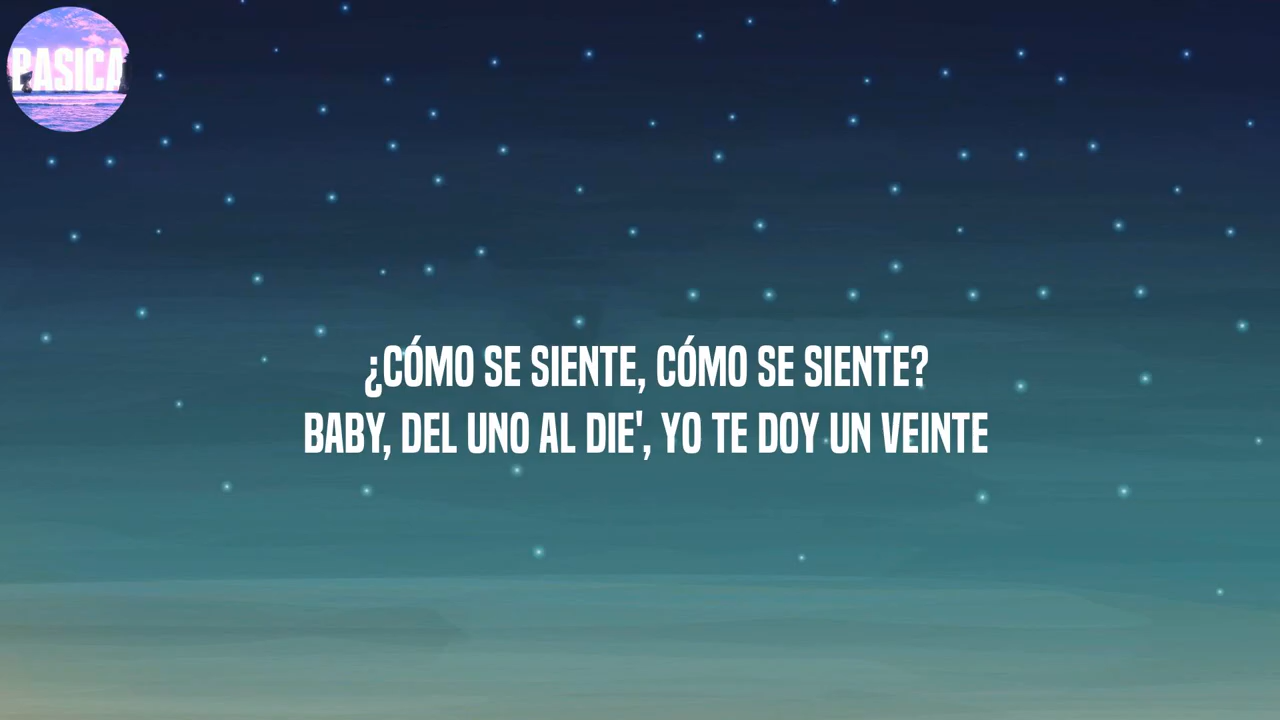 PASICA
¿CÓMO SE SIENTE, CÓMO SE SIENTE?
BABY, DEL UNO AL DIE', YO TE DOY UN VEINTE